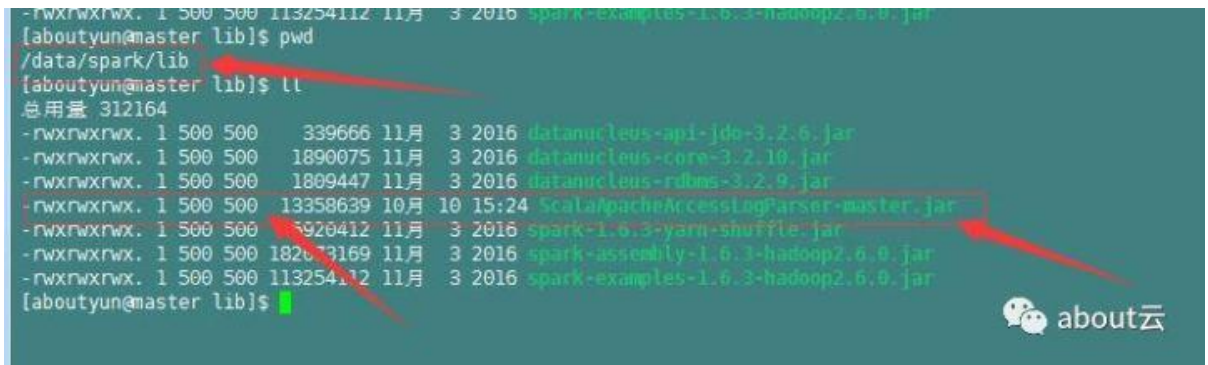 -rwxrwxrwx. 1 500 500 113254112 11月 3 2016 spark-examples-1.6.3-hadoop2.6.0.jar
[aboutyun@master lib]$ pwd
/data/spark/lib
[aboutyun@master lib]$ ll
总用量 312164
-rwxrwxrwx. 1 500 500 339666 11月 3 2016 datanucleus-api-jdo-3.2.6.jar
-rwxrwxrwx. 1 500 500 1890075 11月 3 2016 datanucleus-core-3.2.10.jar
-rwxrwxrwx. 1 500 500 1809447 11月 3 2016 datanucleus-rdbms-3.2.9.jar
-rwxrwxrwx. 1 500 500 13358639 10月 10 15:24 ScalaApacheAccessLogParser-master.jar
-rwxrwxrwx. 1 500 500 11月 3 2016 spark-1.6.3-yarn-shuffle.jar
-rwxrwxrwx. 1 500 500 11月 3 2016 spark-assembly-1.6.3-hadoop2.6.0.jar
-rwxrwxrwx. 1 500 500 113254112 11月 3 2016 spark-examples-1.6.3-hadoop2.6.0.jar
[aboutyun@master lib]$
about云